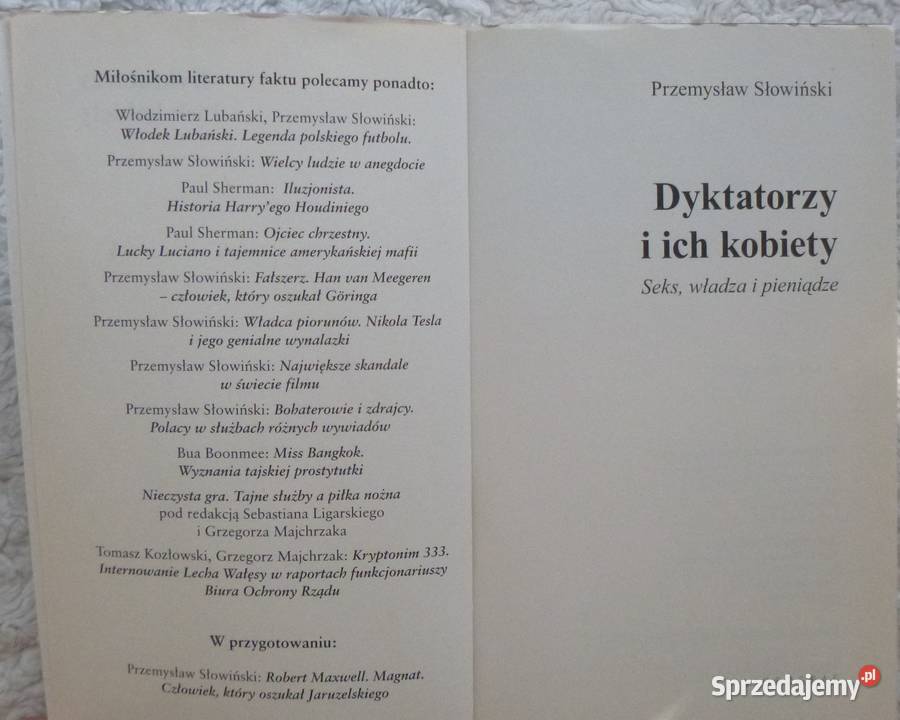 Miłośnikom literatury faktu polecamy ponadto:
Włodzimierz Lubański, Przemysław Słowiński:
Włodek Lubański. Legenda polskiego futbolu.
Przemysław Słowiński: Wielcy ludzie w anegdocie
Paul Sherman: Iluzjonista.
Historia Harry'ego Houdiniego
Paul Sherman: Ojciec chrzestny.
Lucky Luciano i tajemnice amerykańskiej mafii
Przemysław Słowiński: Fałszerz. Han van Meegeren
– człowiek, który oszukał Göringa
Przemysław Słowiński: Władca piorunów. Nikola Tesla
i jego genialne wynalazki
Przemysław Słowiński: Największe skandale
w świecie filmu
Przemysław Słowiński: Bohaterowie i zdrajcy.
Polacy w służbach różnych wywiadów
Bua Boonmee: Miss Bangkok.
Wyznania tajskiej prostytutki
Nieczysta gra. Tajne służby a piłka nożna
pod redakcją Sebastiana Ligarskiego
i Grzegorza Majchrzaka
Tomasz Kozłowski, Grzegorz Majchrzak: Kryptonim 333.
Internowanie Lecha Wałęsy w raportach funkcjonariuszy
Biura Ochrony Rządu
W przygotowaniu:
Przemysław Słowiński: Robert Maxwell. Magnat.
Człowiek, który oszukał Jaruzelskiego
Przemysław Słowiński
Dyktatorzy
i ich kobiety
Seks, władza i pieniądze
Sprzedajemy.pl